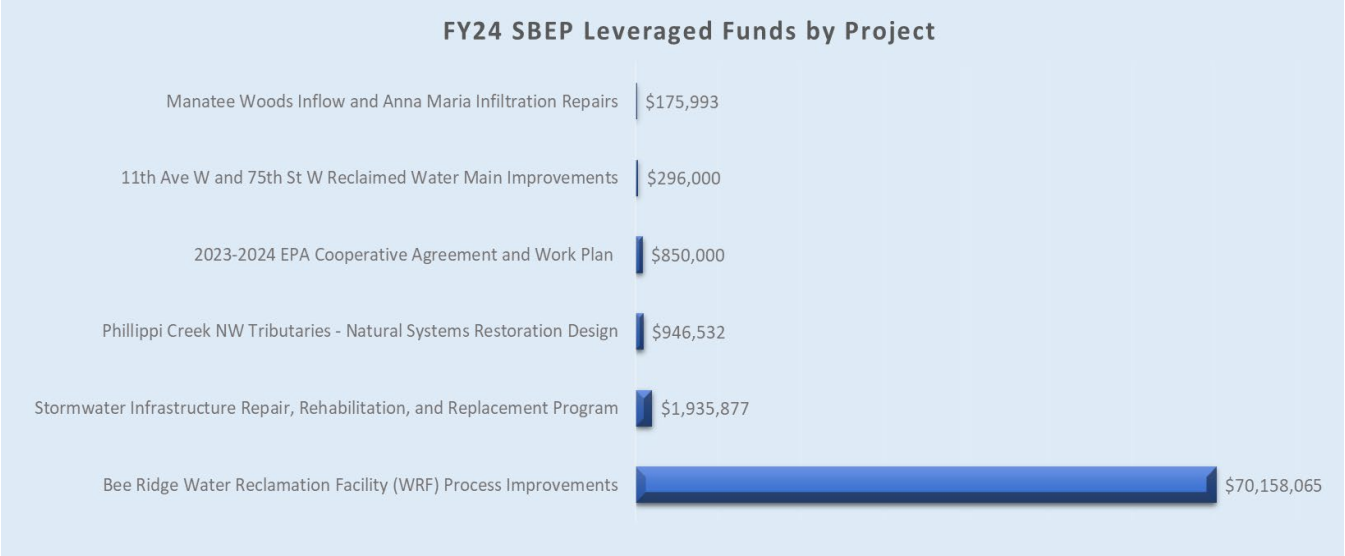 FY24 SBEP Leveraged Funds by Project
Manatee Woods Inflow and Anna Maria Infiltration Repairs $175,993
11th Ave W and 75th St W Reclaimed Water Main Improvements $296,000
2023-2024 EPA Cooperative Agreement and Work Plan $850,000
Phillippi Creek NW Tributaries - Natural Systems Restoration Design $946,532
Stormwater Infrastructure Repair, Rehabilitation, and Replacement Program $1,935,877
Bee Ridge Water Reclamation Facility (WRF) Process Improvements $70,158,065